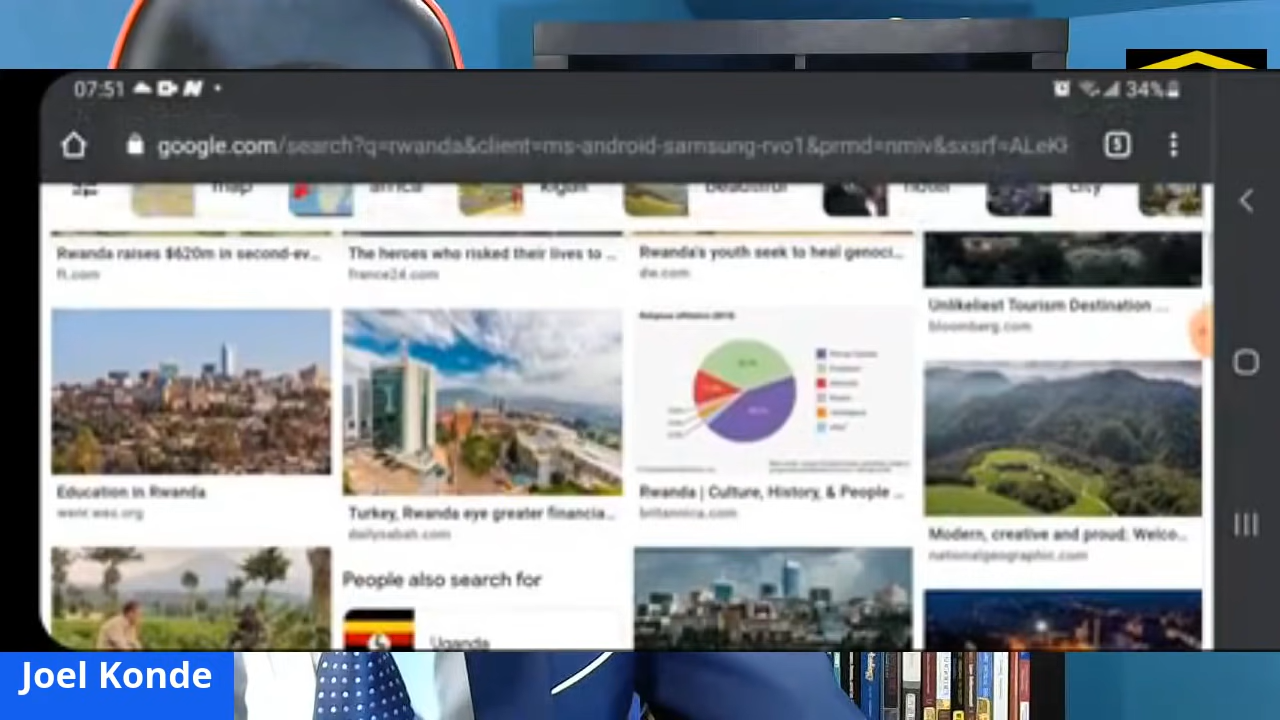 07:51
34%
google.com/search?q=rwanda&client=ms-android-samsung-rvo1&prmd=nmiv&sxsrf=ALeK
5
map africa kigali beautiful hotel city
Rwanda raises $620m in second-ev...
ft.com
The heroes who risked their lives to ...
france24.com
Rwanda's youth seek to heal genoci...
dw.com
Unlikeliest Tourism Destination ...
bloomberg.com
Education in Rwanda
wenr.wes.org
Turkey, Rwanda eye greater financia...
dailysabah.com
Rwanda | Culture, History, & People ...
britannica.com
Modern, creative and proud: Welco...
nationalgeographic.com
People also search for
Uganda
Joel Konde